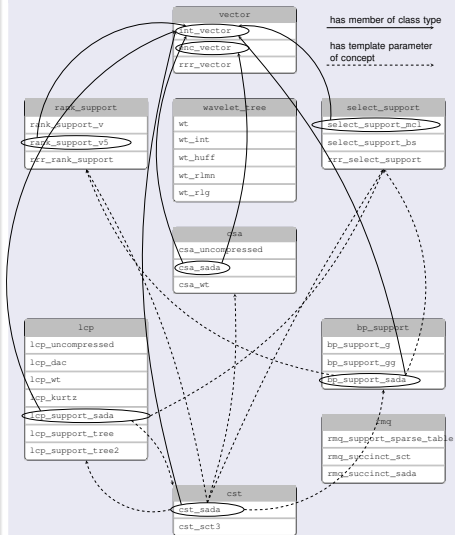 vector
int_vector
enc_vector
rrr_vector
has member of class type
has template parameter
of concept
rank_support
rank_support_v
rank_support_v5
rrr_rank_support
wavelet_tree
wt
wt_int
wt_huff
wt_rlmn
wt_rlg
select_support
select_support_mcl
select_support_bs
rrr_select_support
csa
csa_uncompressed
csa_sada
csa_wt
lcp
lcp_uncompressed
lcp_dac
lcp_wt
lcp_kurtz
lcp_support_sada
lcp_support_tree
lcp_support_tree2
bp_support
bp_support_g
bp_support_gg
bp_support_sada
rmq
rmq_support_sparse_table
rmq_succinct_sct
rmq_succinct_sada
cst
cst_sada
cst_sct3